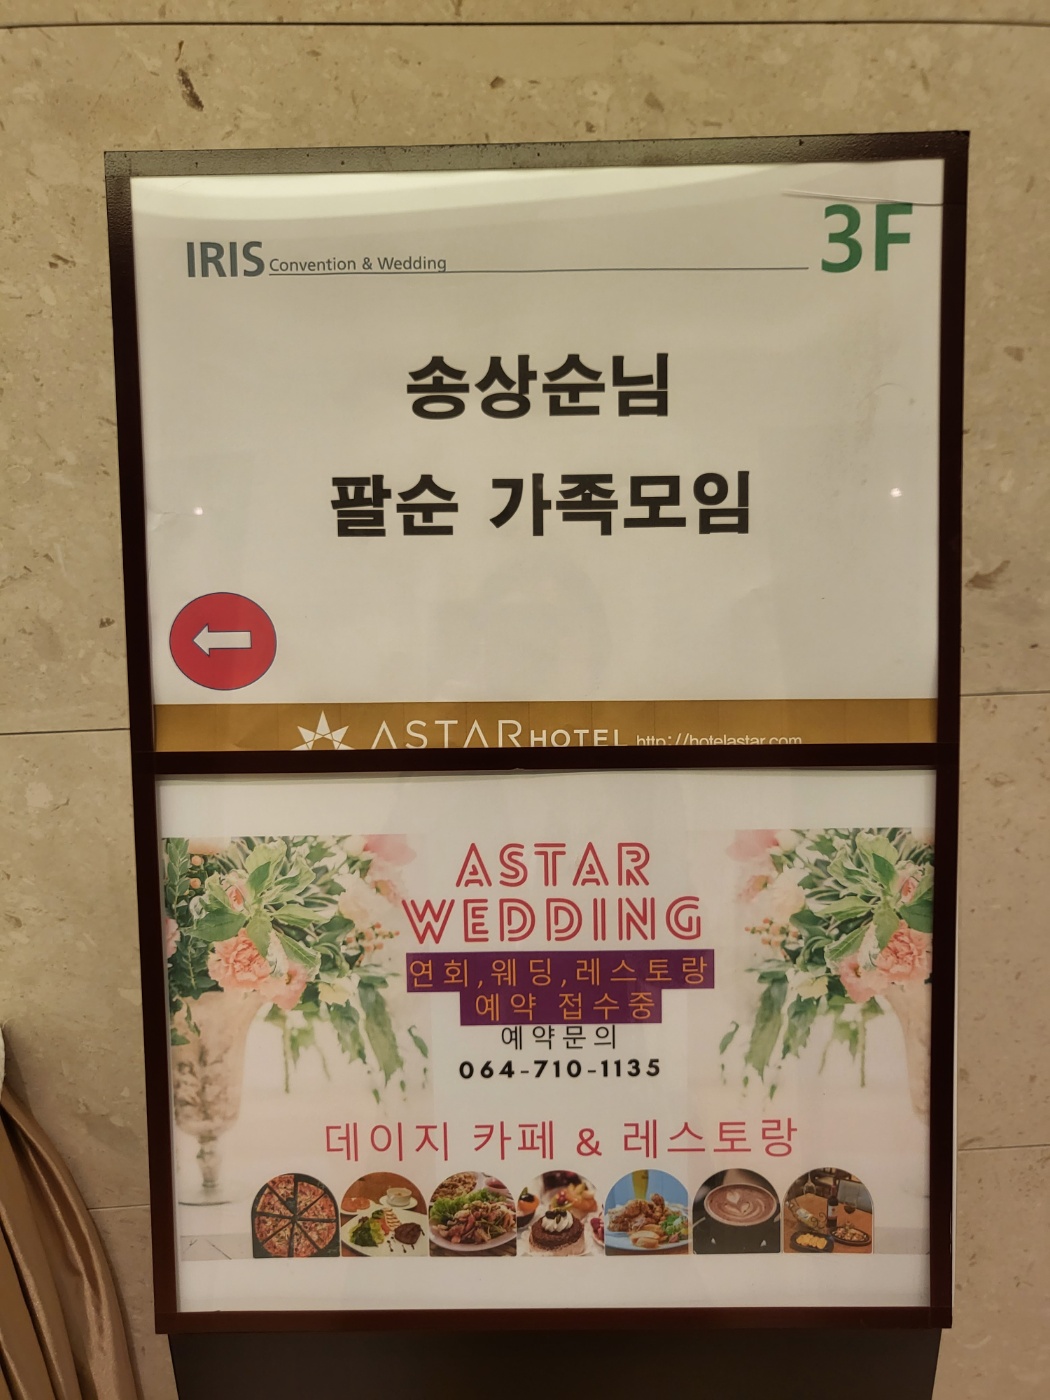 IRIS Convention & Wedding 3F
송상순님
팔순 가족모임
ASTAR HOTEL http://hotelastar.com
ASTAR
WEDDING
연회,웨딩,레스토랑
예약 접수중
예약문의
064-710-1135
데이지 카페 & 레스토랑